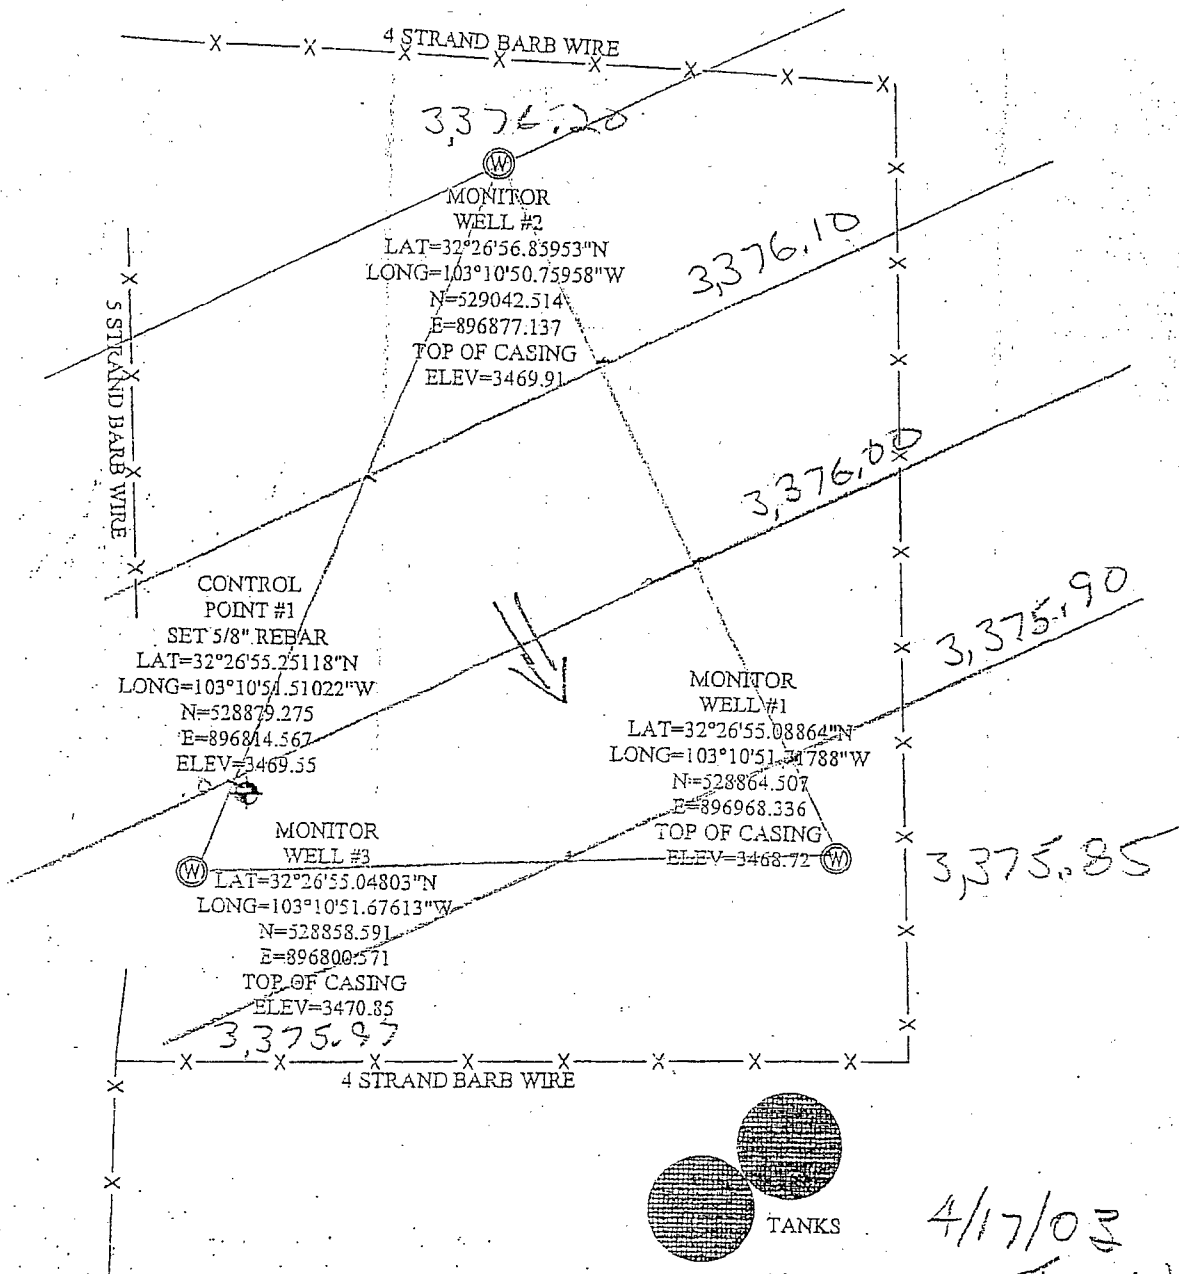 4 STRAND BARB WIRE
3,376.20
W
MONITOR
WELL #2
LAT=32°26'56.85953"N
LONG=103°10'50.75958"W
N=529042.514
E=896877.137
TOP OF CASING
ELEV=3469.91
3,376.10
5 STRAND BARB WIRE
3,376.00
CONTROL
POINT #1
SET 5/8" REBAR
LAT=32°26'55.25118"N
LONG=103°10'51.51022"W
N=528879.275
E=896814.567
ELEV=3469.55
3,375.90
MONITOR
WELL #1
LAT=32°26'55.08864"N
N=528864.507
E=896968.336
TOP OF CASING
ELEV=3468.72
W
3,375.85
MONITOR
WELL #3
W
LAT=32°26'55.04803"N
LONG=103°10'51.67613"W
N=528858.591
E=896800.571
TOP OF CASING
ELEV=3470.85
3,375.97
4 STRAND BARB WIRE
TANKS
4/17/03